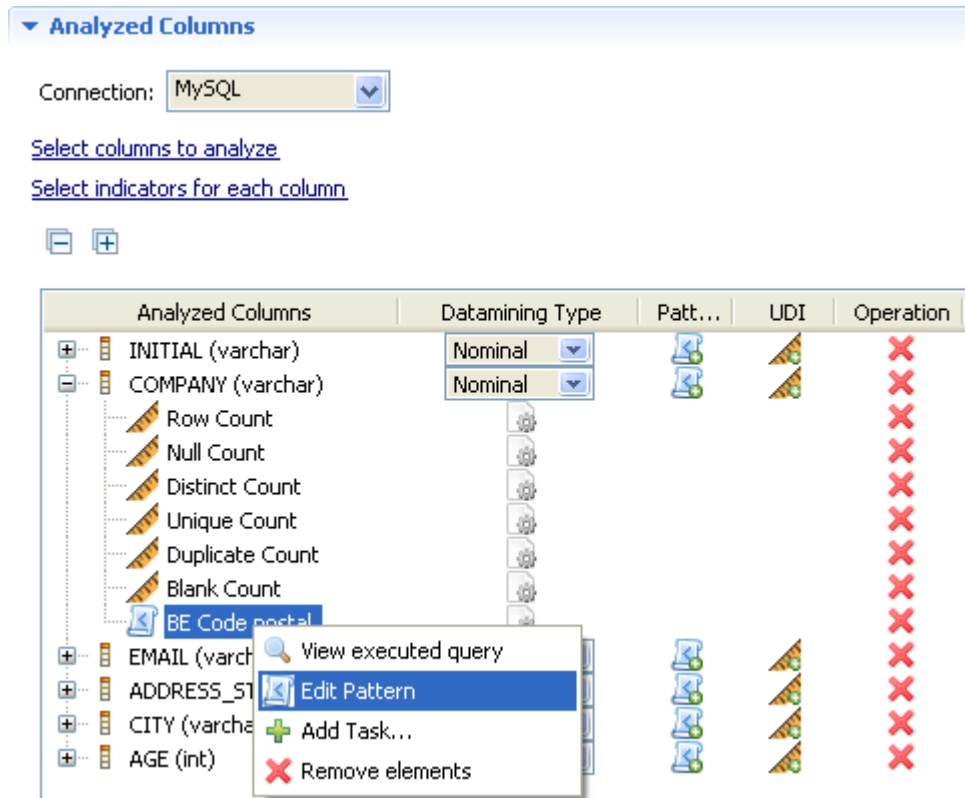 Analyzed Columns
Connection: MySQL
Select columns to analyze
Select indicators for each column
Analyzed Columns Datamining Type Patt... UDI Operation
INITIAL (varchar) Nominal
COMPANY (varchar) Nominal
Row Count
Null Count
Distinct Count
Unique Count
Duplicate Count
Blank Count
BE Code postal
View executed query
EMAIL (varch
Edit Pattern
ADDRESS_ST
Add Task...
CITY (varcha
Remove elements
AGE (int)